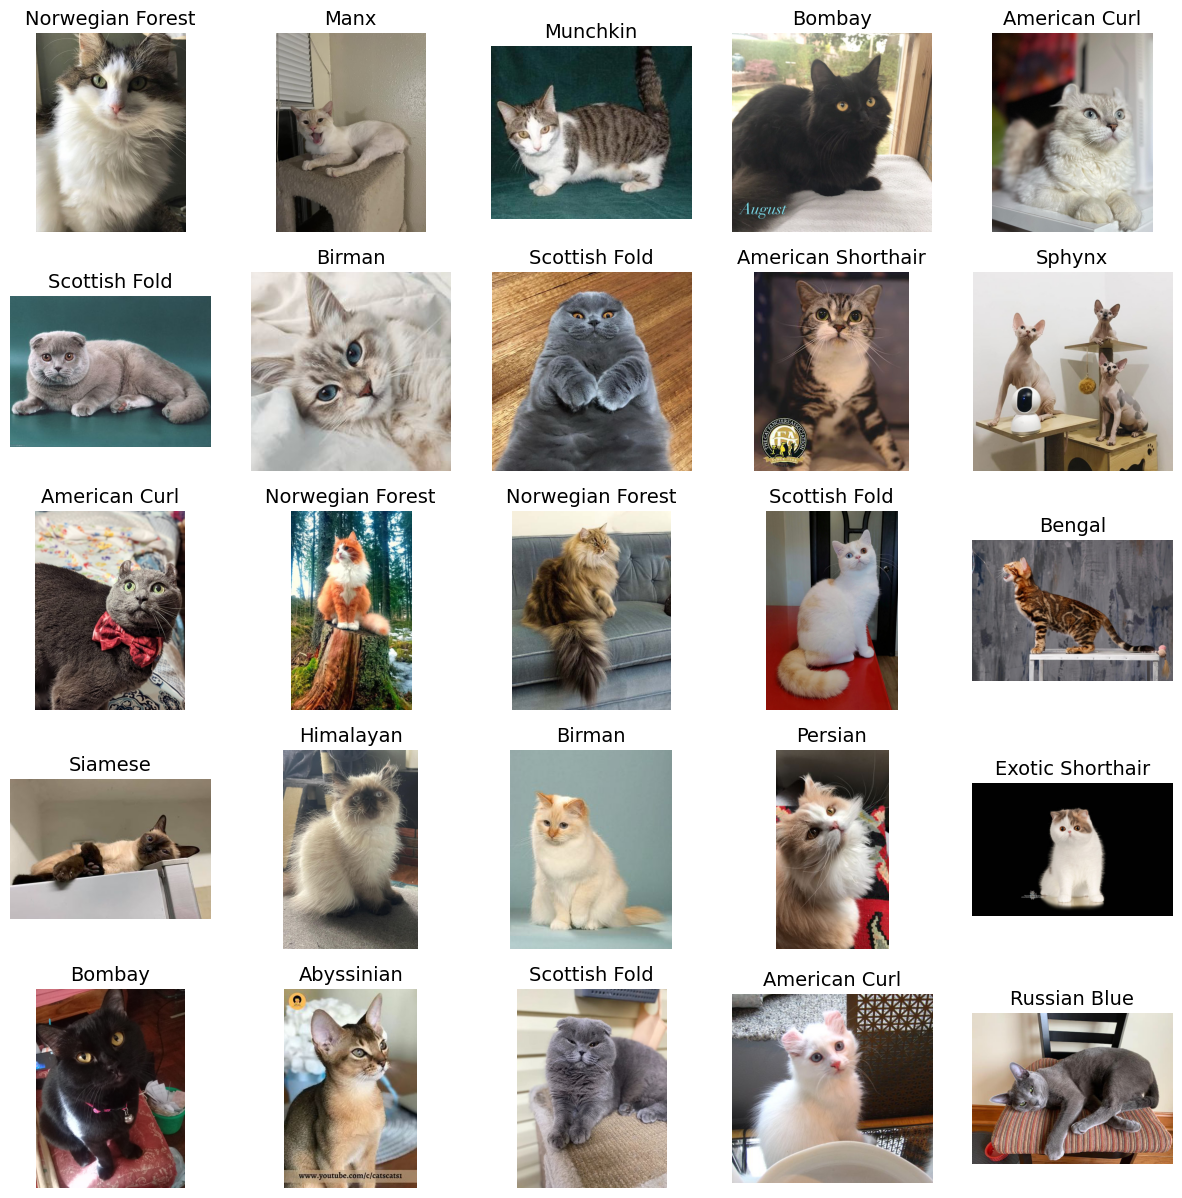 Norwegian Forest
Manx
Munchkin
Bombay
American Curl
August
Scottish Fold
Birman
Scottish Fold
American Shorthair
Sphynx
American Curl
Norwegian Forest
Norwegian Forest
Scottish Fold
Bengal
Siamese
Himalayan
Birman
Persian
Exotic Shorthair
Bombay
Abyssinian
Scottish Fold
American Curl
Russian Blue
www.youtube.com/c/catscatst